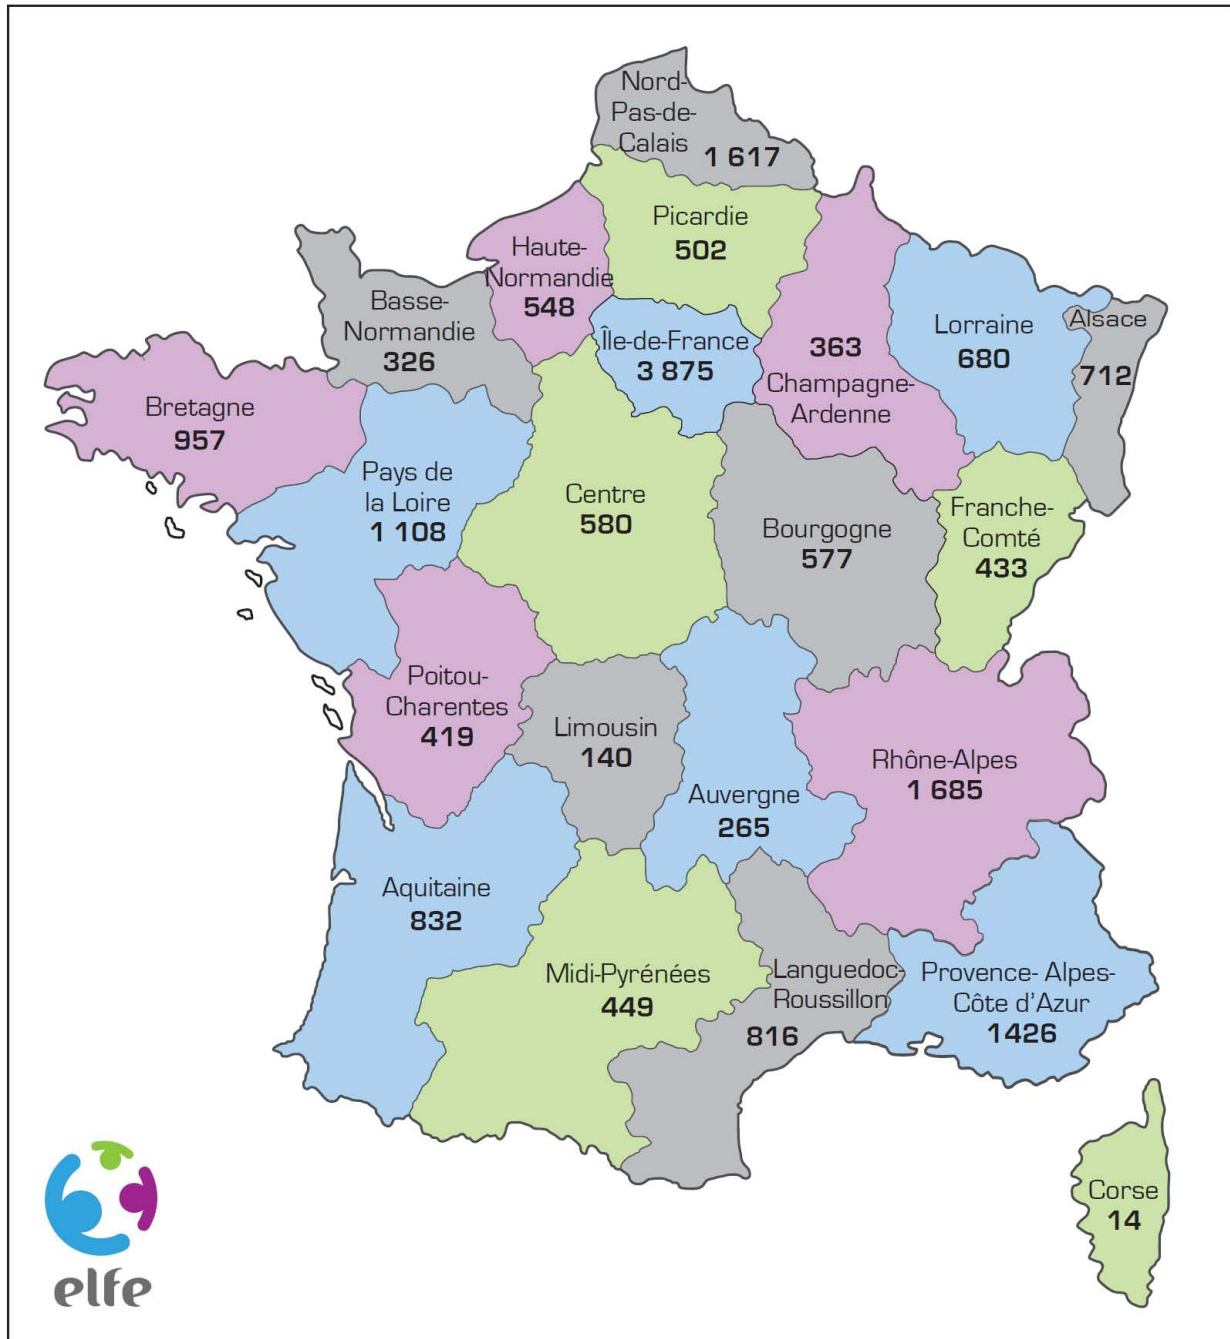 Nord-
Pas-de-
Calais
1 617
Picardie
502
Haute-
Normandie
548
Basse-
Normandie
326
Île-de-France
3 875
363
Champagne-
Ardenne
Lorraine
680
Alsace
712
Bretagne
957
Pays de
la Loire
1 108
Centre
580
Bourgogne
577
Franche-
Comté
433
Poitou-
Charentes
419
Limousin
140
Auvergne
265
Rhône-Alpes
1 685
Aquitaine
832
Midi-Pyrénées
449
Languedoc-
Roussillon
816
Provence- Alpes-
Côte d'Azur
1426
Corse
14
elfe